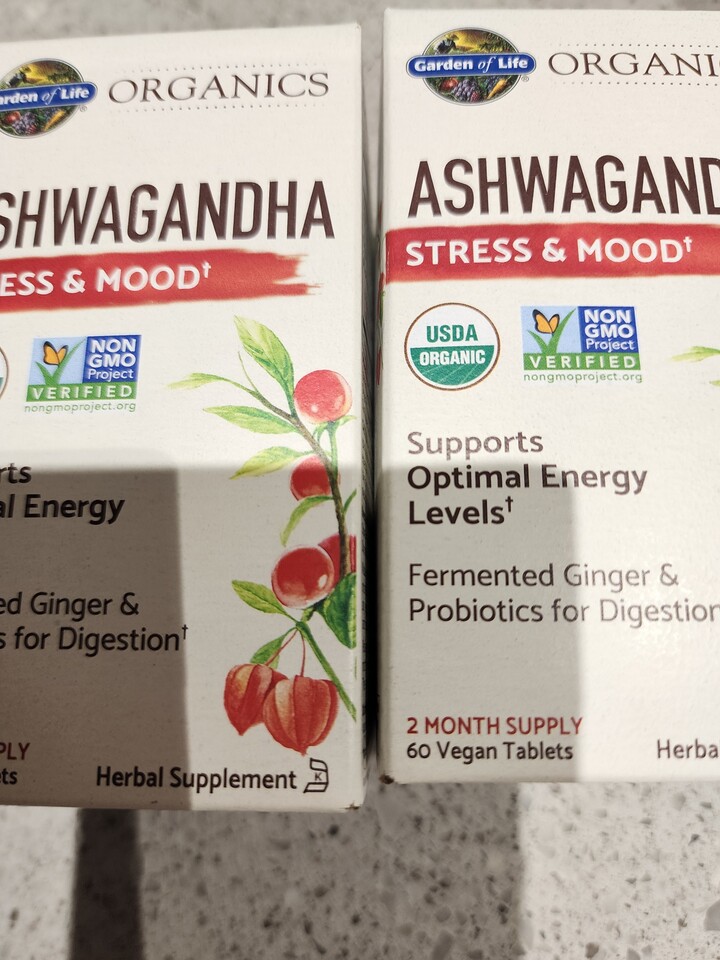 arden of Life
ORGANICS
SHWAGANDHA
ESS & MOOD†
NON
GMO
Project
VERIFIED
nongmoproject.org
rts
al Energy
ed Ginger &
s for Digestion†
PLY
ets
Herbal Supplement
K
Garden of Life
ORGANIC
ASHWAGAND
STRESS & MOOD†
USDA
ORGANIC
NON
GMO
Project
VERIFIED
nongmoproject.org
Supports
Optimal Energy
Levels†
Fermented Ginger &
Probiotics for Digestion
2 MONTH SUPPLY
60 Vegan Tablets
Herba